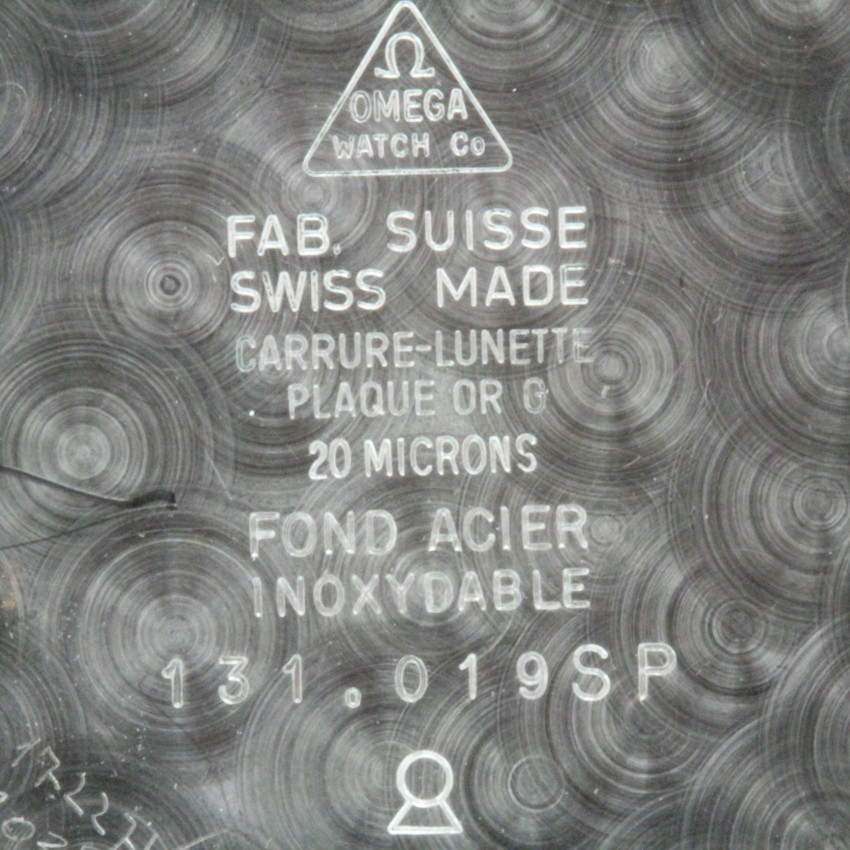 Ω
OMEGA
WATCH Co
FAB. SUISSE
SWISS MADE
CARRURE-LUNETTE
PLAQUE OR G
20 MICRONS
FOND ACIER
INOXYDABLE
131.019SP